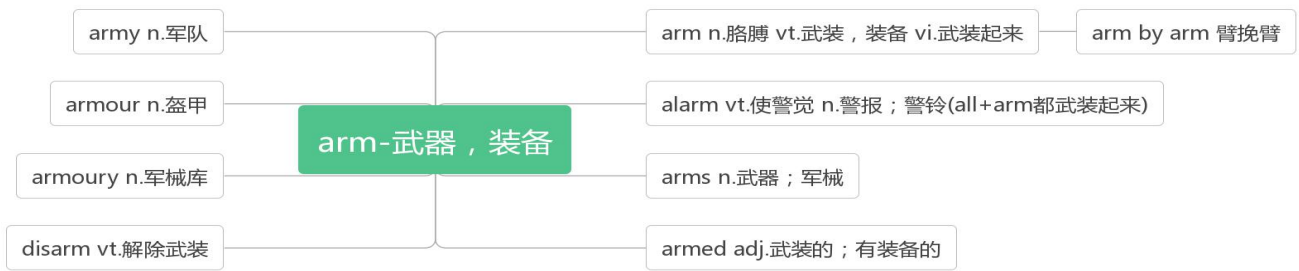 army n.军队
armour n.盔甲
armoury n.军械库
disarm vt.解除武装
arm-武器，装备
arm n.胳膊 vt.武装，装备 vi.武装起来
arm by arm 臂挽臂
alarm vt.使警觉 n.警报；警铃(all+arm都武装起来)
arms n.武器；军械
armed adj.武装的；有装备的